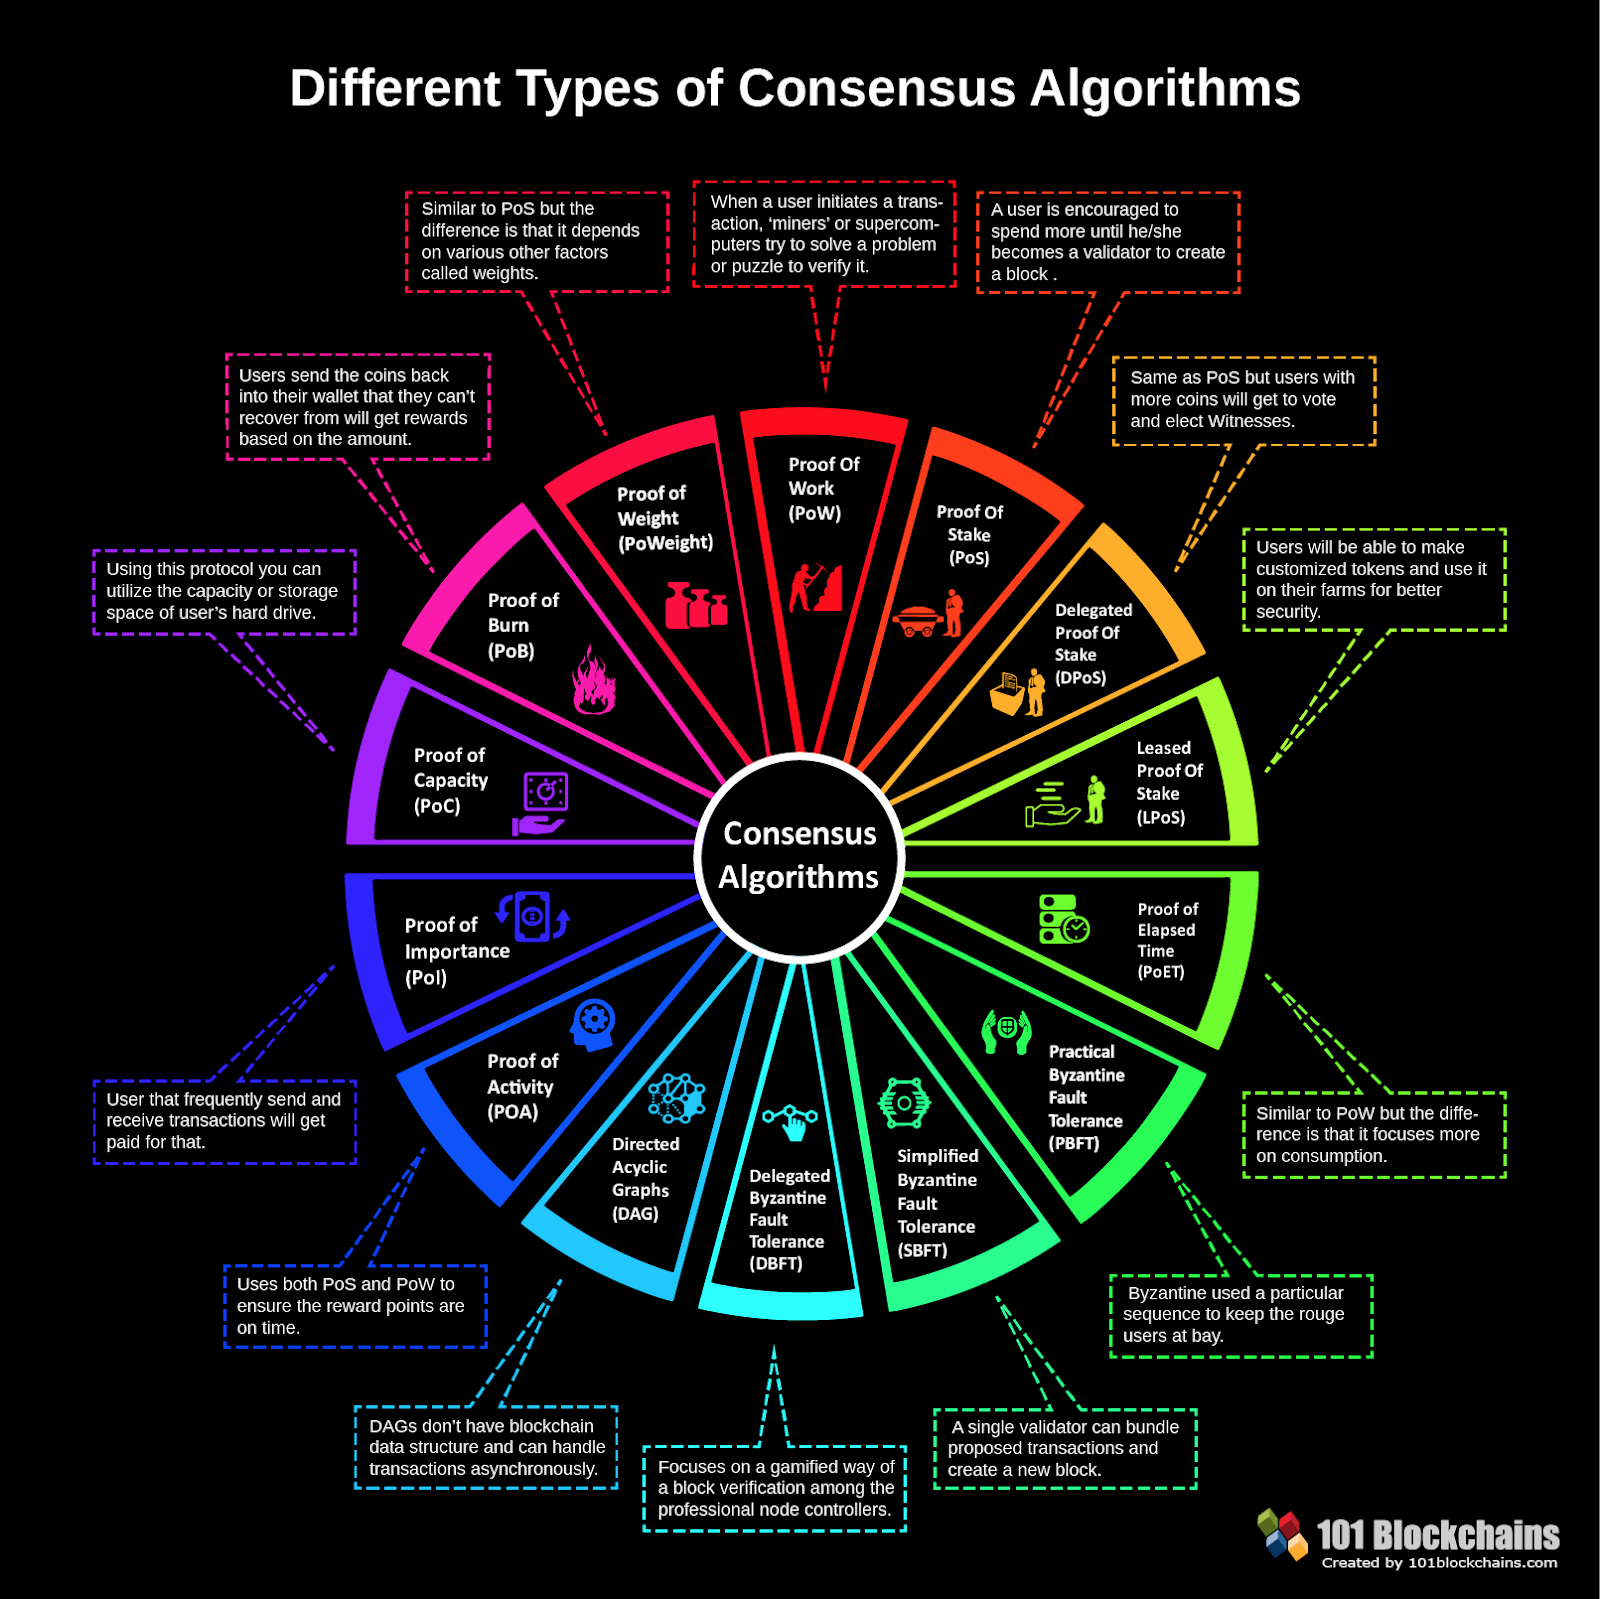 Different Types of Consensus Algorithms
Similar to PoS but the
difference is that it depends
on various other factors
called weights.
When a user initiates a trans-
action, ‘miners’ or supercom-
puters try to solve a problem
or puzzle to verify it.
A user is encouraged to
spend more until he/she
becomes a validator to create
a block .
Users send the coins back
into their wallet that they can’t
recover from will get rewards
based on the amount.
Same as PoS but users with
more coins will get to vote
and elect Witnesses.
Using this protocol you can
utilize the capacity or storage
space of user’s hard drive.
Users will be able to make
customized tokens and use it
on their farms for better
security.
Proof of
Weight
(PoWeight)
Proof Of
Work
(PoW)
Proof Of
Stake
(PoS)
Proof of
Burn
(PoB)
Delegated
Proof Of
Stake
(DPoS)
Proof of
Capacity
(PoC)
Leased
Proof Of
Stake
(LPoS)
Consensus
Algorithms
Proof of
Importance
(PoI)
Proof of
Elapsed
Time
(PoET)
Proof of
Activity
(POA)
Practical
Byzantine
Fault
Tolerance
(PBFT)
Directed
Acyclic
Graphs
(DAG)
Delegated
Byzantine
Fault
Tolerance
(DBFT)
Simplified
Byzantine
Fault
Tolerance
(SBFT)
User that frequently send and
receive transactions will get
paid for that.
Similar to PoW but the diffe-
rence is that it focuses more
on consumption.
Uses both PoS and PoW to
ensure the reward points are
on time.
Byzantine used a particular
sequence to keep the rouge
users at bay.
DAGs don’t have blockchain
data structure and can handle
transactions asynchronously.
Focuses on a gamified way of
a block verification among the
professional node controllers.
A single validator can bundle
proposed transactions and
create a new block.
101 Blockchains
Created by 101blockchains.com